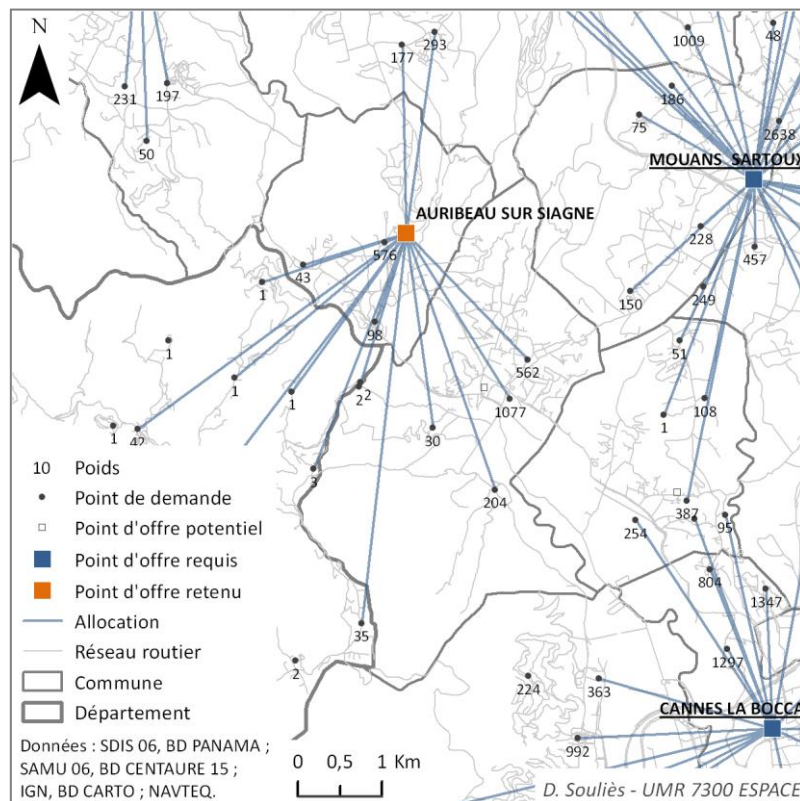 N
293
177
1009
48
231
197
186
75
2638
50
MOUANS SARTOUX
AURIBEAU SUR SIAGNE
228
576
457
43
1
150
249
98
1
51
562
1
2
2
1
1077
108
1
1
42
30
3
204
387
254
95
804
1347
35
1297
2
224
363
CANNES LA BOCCA
992
10 Poids
Point de demande
Point d'offre potentiel
Point d'offre requis
Point d'offre retenu
Allocation
Réseau routier
Commune
Département
Données : SDIS 06, BD PANAMA ;
SAMU 06, BD CENTAURE 15 ;
IGN, BD CARTO ; NAVTEQ.
0 0,5 1 Km
D. Souliès - UMR 7300 ESPACE